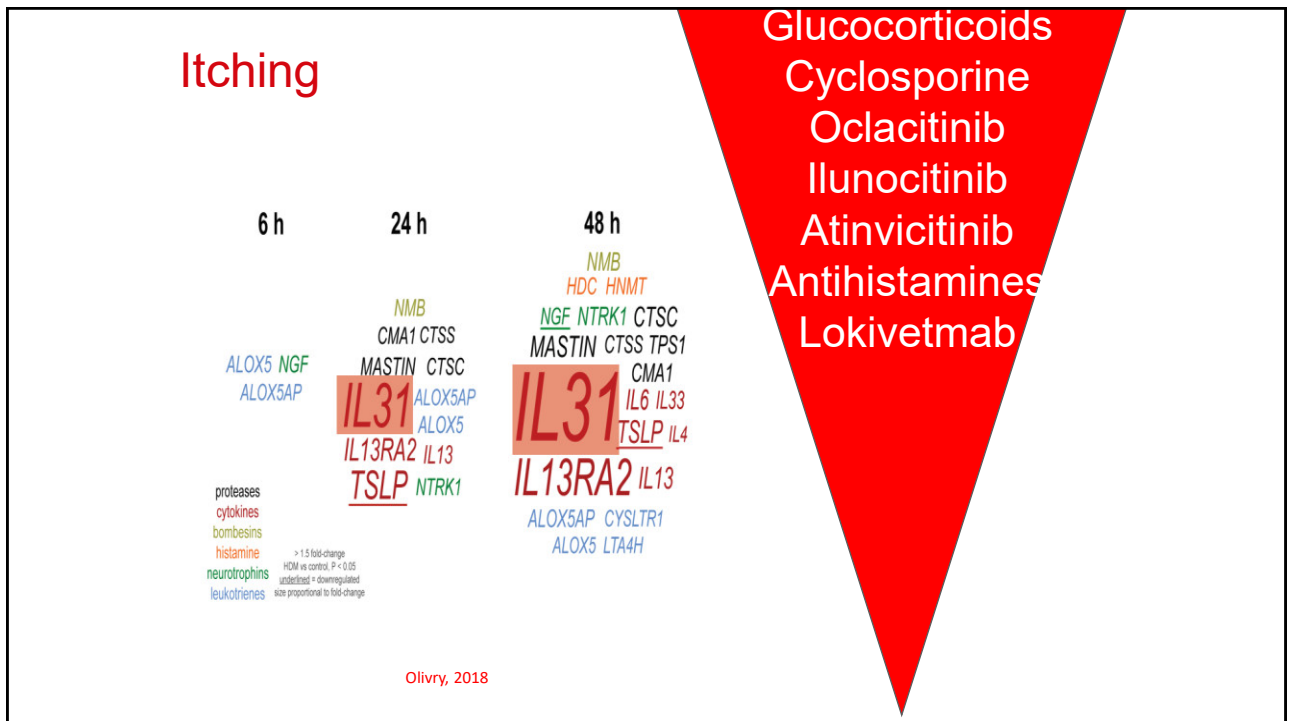 Itching
6 h
ALOX5 NGF
ALOX5AP
24 h
NMB
CMA1 CTSS
MASTIN CTSC
IL31 ALOX5AP
ALOX5
IL13RA2 IL13
TSLP NTRK1
48 h
NMB
HDC HNMT
NGF NTRK1 CTSC
MASTIN CTSS TPS1
CMA1
IL31 IL6 IL33
TSLP IL4
IL13RA2 IL13
ALOX5AP CYSLTR1
ALOX5 LTA4H
proteases
cytokines
bombesins
histamine
neurotrophins
leukotrienes
> 1.5 fold-change
HDM vs control, P < 0.05
underlined = downregulated
size proportional to fold-change
Olivry, 2018
Glucocorticoids
Cyclosporine
Oclacitinib
Ilunocitinib
Atinvicitinib
Antihistamines
Lokivetmab